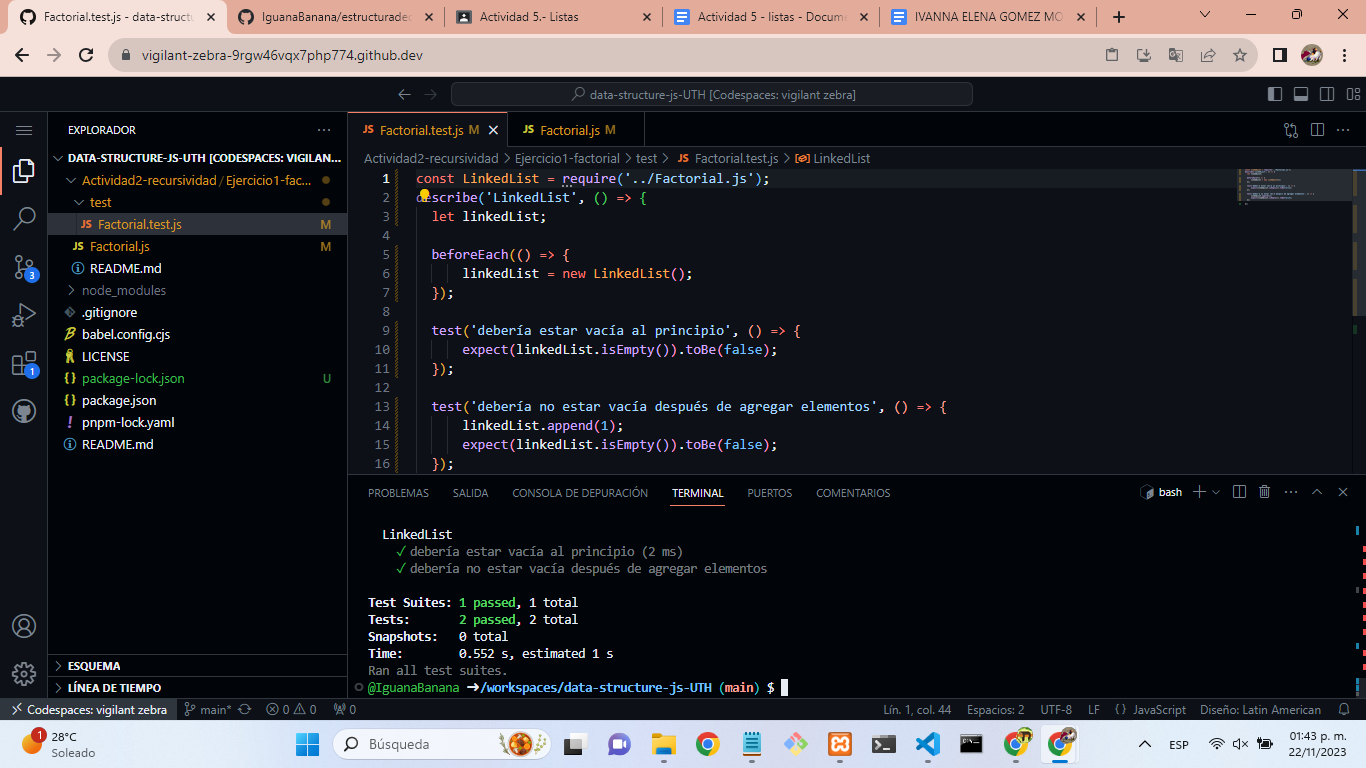 Factorial.test.js - data-structu
IguanaBanana/estructuradec
Actividad 5.- Listas
Actividad 5 - listas - Docume
IVANNA ELENA GOMEZ MO
vigilant-zebra-9rgw46vqx7php774.github.dev
data-structure-js-UTH [Codespaces: vigilant zebra]
EXPLORADOR
DATA-STRUCTURE-JS-UTH [CODESPACES: VIGILAN...
Actividad2-recursividad / Ejercicio1-fac...
test
JS Factorial.test.js M
JS Factorial.js M
README.md
node_modules
.gitignore
babel.config.cjs
LICENSE
{} package-lock.json U
{} package.json
! pnpm-lock.yaml
README.md
ESQUEMA
LÍNEA DE TIEMPO
3
1
JS Factorial.test.js M
JS Factorial.js M
Actividad2-recursividad > Ejercicio1-factorial > test > JS Factorial.test.js > LinkedList
1 const LinkedList = require('../Factorial.js');
2 describe('LinkedList', () => {
3 let linkedList;
4
5 beforeEach(() => {
6 linkedList = new LinkedList();
7 });
8
9 test('debería estar vacía al principio', () => {
10 expect(linkedList.isEmpty()).toBe(false);
11 });
12
13 test('debería no estar vacía después de agregar elementos', () => {
14 linkedList.append(1);
15 expect(linkedList.isEmpty()).toBe(false);
16 });
PROBLEMAS SALIDA CONSOLA DE DEPURACIÓN TERMINAL PUERTOS COMENTARIOS
bash
LinkedList
✓ debería estar vacía al principio (2 ms)
✓ debería no estar vacía después de agregar elementos
Test Suites: 1 passed, 1 total
Tests: 2 passed, 2 total
Snapshots: 0 total
Time: 0.552 s, estimated 1 s
Ran all test suites.
@IguanaBanana ➜/workspaces/data-structure-js-UTH (main) $
Codespaces: vigilant zebra
main*
0 0
0
Lín. 1, col. 44
Espacios: 2
UTF-8
LF
{} JavaScript
Diseño: Latin American
1
28°C
Soleado
Búsqueda
ESP
01:43 p. m.
22/11/2023